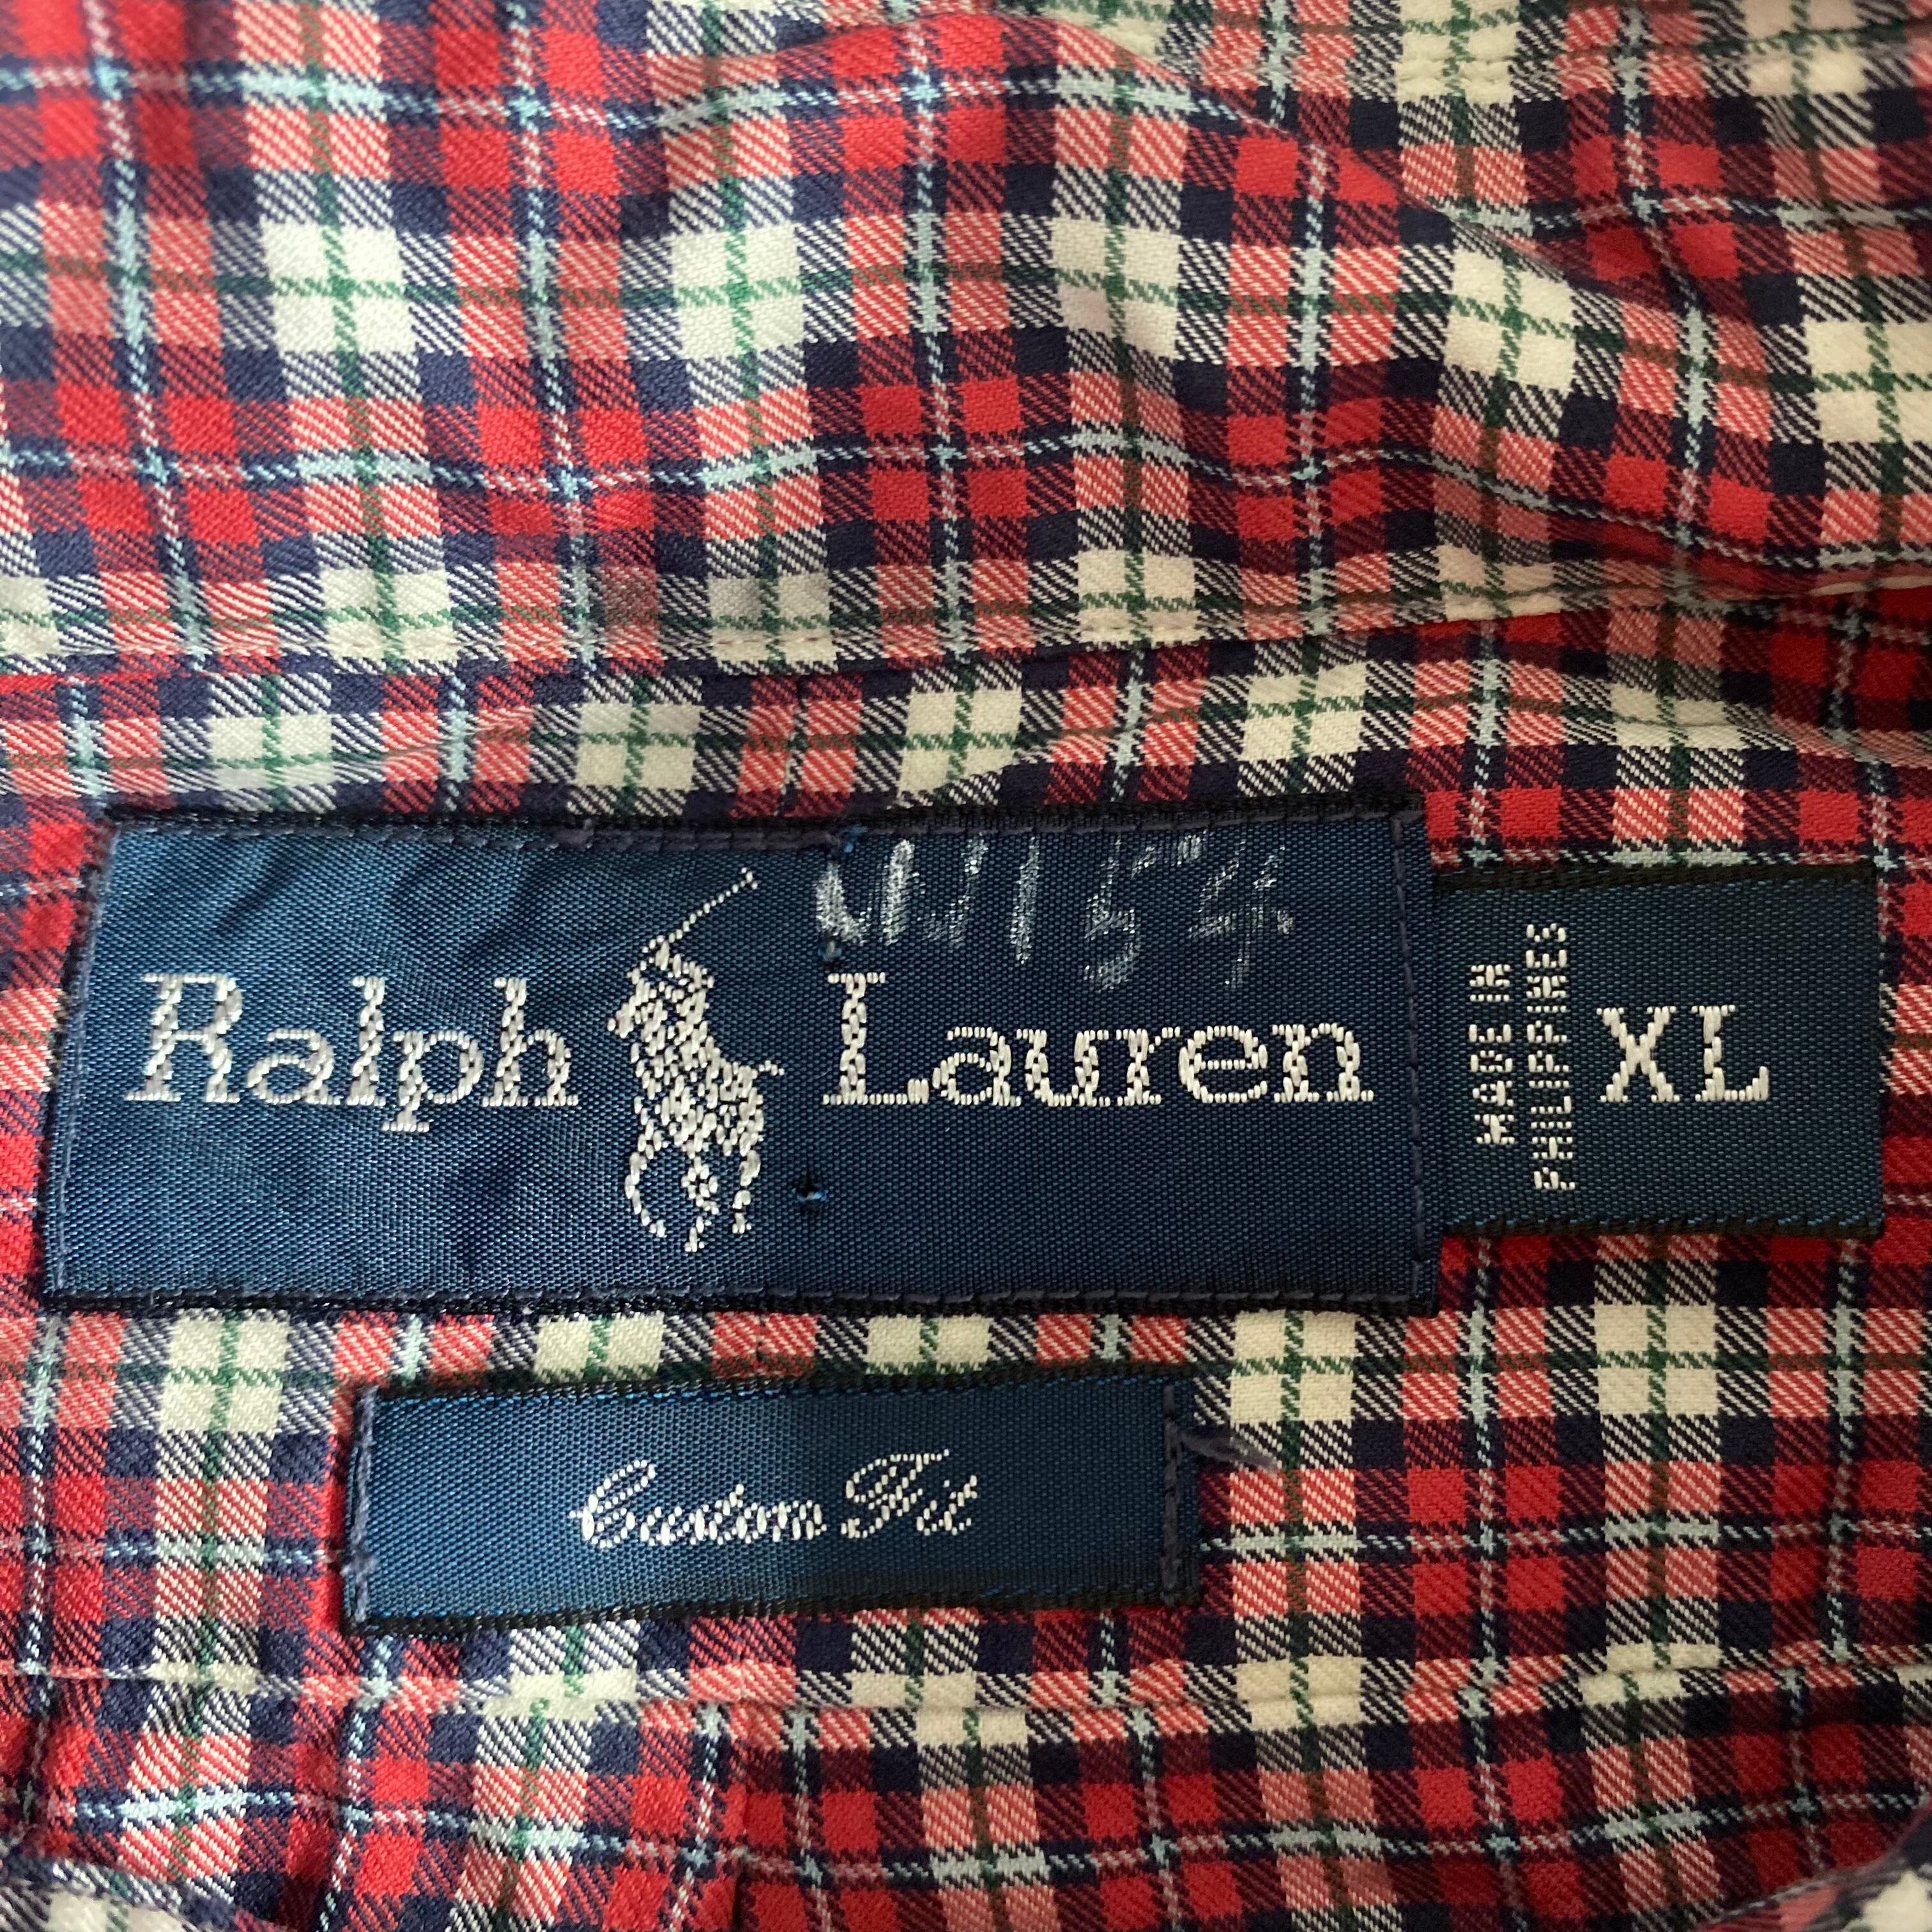 Ralph Lauren
MADE IN
PHILIPPINES
XL
Custom Fit